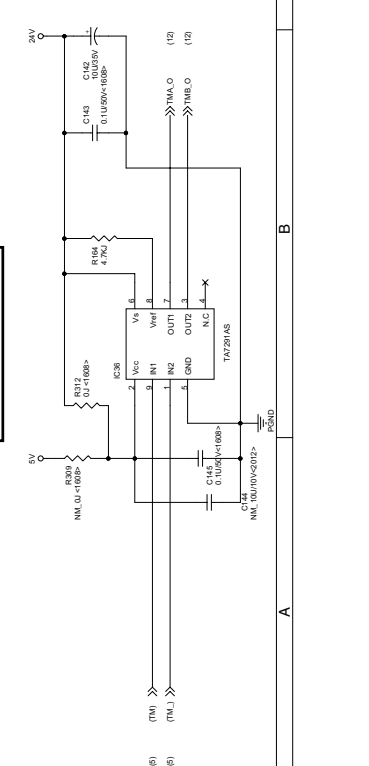 24V
C142
10U/35V
+
C143
0.1U/50V<1608>
TMA_O
(12)
TMB_O
(12)
R164
4.7KJ
R312
0J <1608>
5V
R309
NM_0J <1608>
IC36
2
Vcc
9
IN1
1
IN2
5
GND
6
Vs
8
Vref
7
OUT1
3
OUT2
4
N.C
TA7291AS
C145
0.1U/50V<1608>
C144
NM_10U/10V<2012>
PGND
(5)
(TM)
(5)
(TM_)
A
B